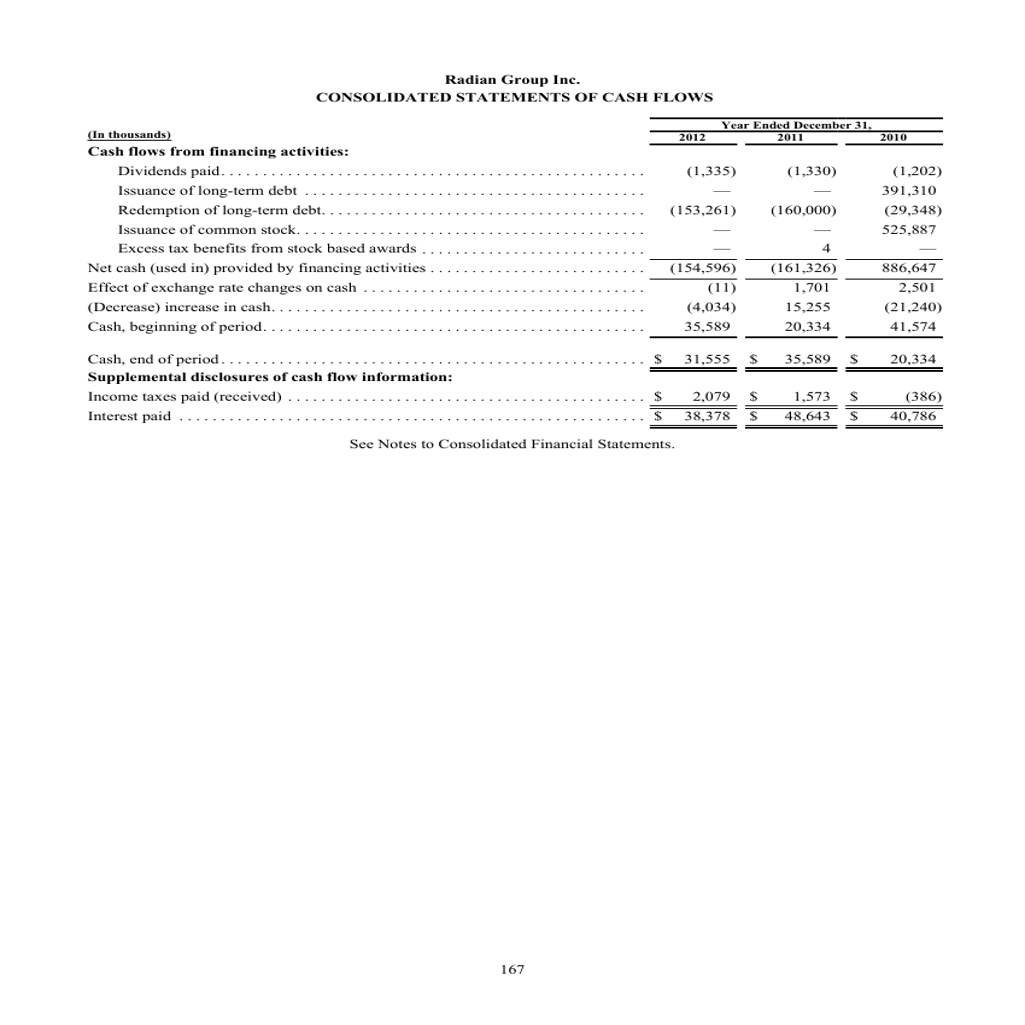 Radian Group Inc.
CONSOLIDATED STATEMENTS OF CASH FLOWS
Year Ended December 31,
(In thousands) 2012 2011 2010
Cash flows from financing activities:
Dividends paid (1,335) (1,330) (1,202)
Issuance of long-term debt — — 391,310
Redemption of long-term debt (153,261) (160,000) (29,348)
Issuance of common stock — — 525,887
Excess tax benefits from stock based awards — 4 —
Net cash (used in) provided by financing activities (154,596) (161,326) 886,647
Effect of exchange rate changes on cash (11) 1,701 2,501
(Decrease) increase in cash (4,034) 15,255 (21,240)
Cash, beginning of period 35,589 20,334 41,574
Cash, end of period $ 31,555 $ 35,589 $ 20,334
Supplemental disclosures of cash flow information:
Income taxes paid (received) $ 2,079 $ 1,573 $ (386)
Interest paid $ 38,378 $ 48,643 $ 40,786
See Notes to Consolidated Financial Statements.
167